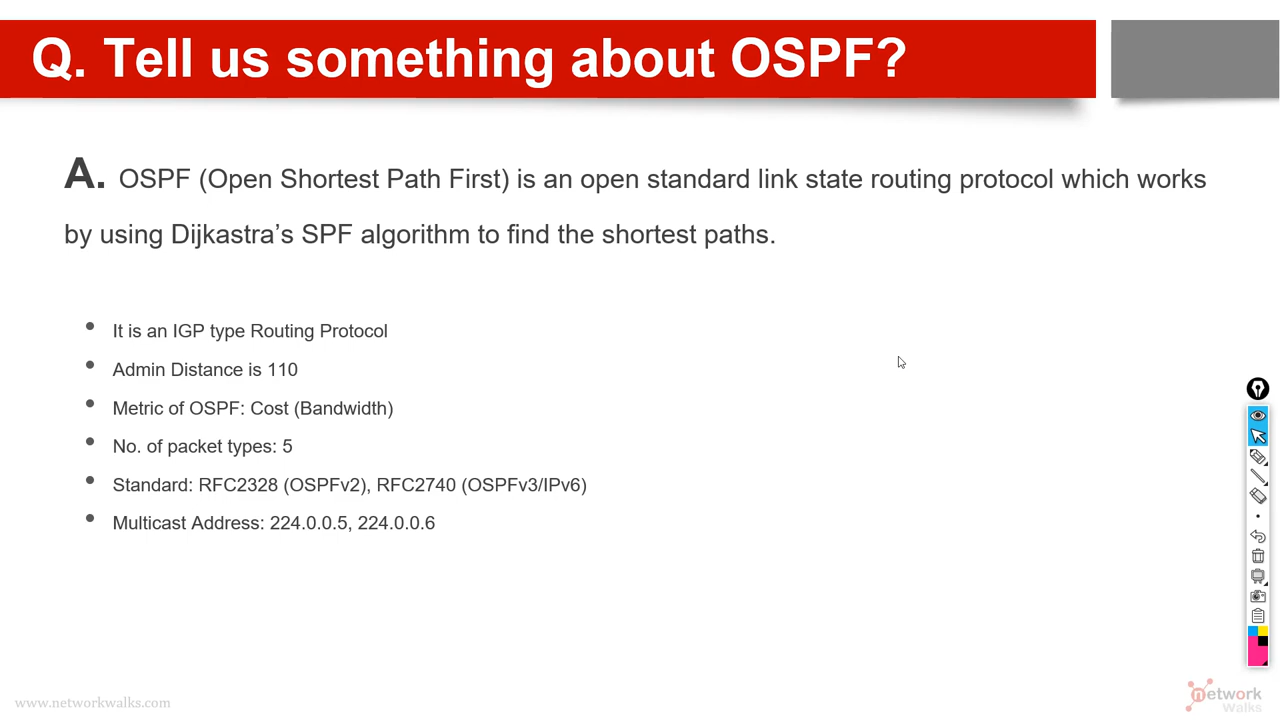 Q. Tell us something about OSPF?
A. OSPF (Open Shortest Path First) is an open standard link state routing protocol which works
by using Dijkastra’s SPF algorithm to find the shortest paths.
• It is an IGP type Routing Protocol
• Admin Distance is 110
• Metric of OSPF: Cost (Bandwidth)
• No. of packet types: 5
• Standard: RFC2328 (OSPFv2), RFC2740 (OSPFv3/IPv6)
• Multicast Address: 224.0.0.5, 224.0.0.6
www.networkwalks.com
network
Walks